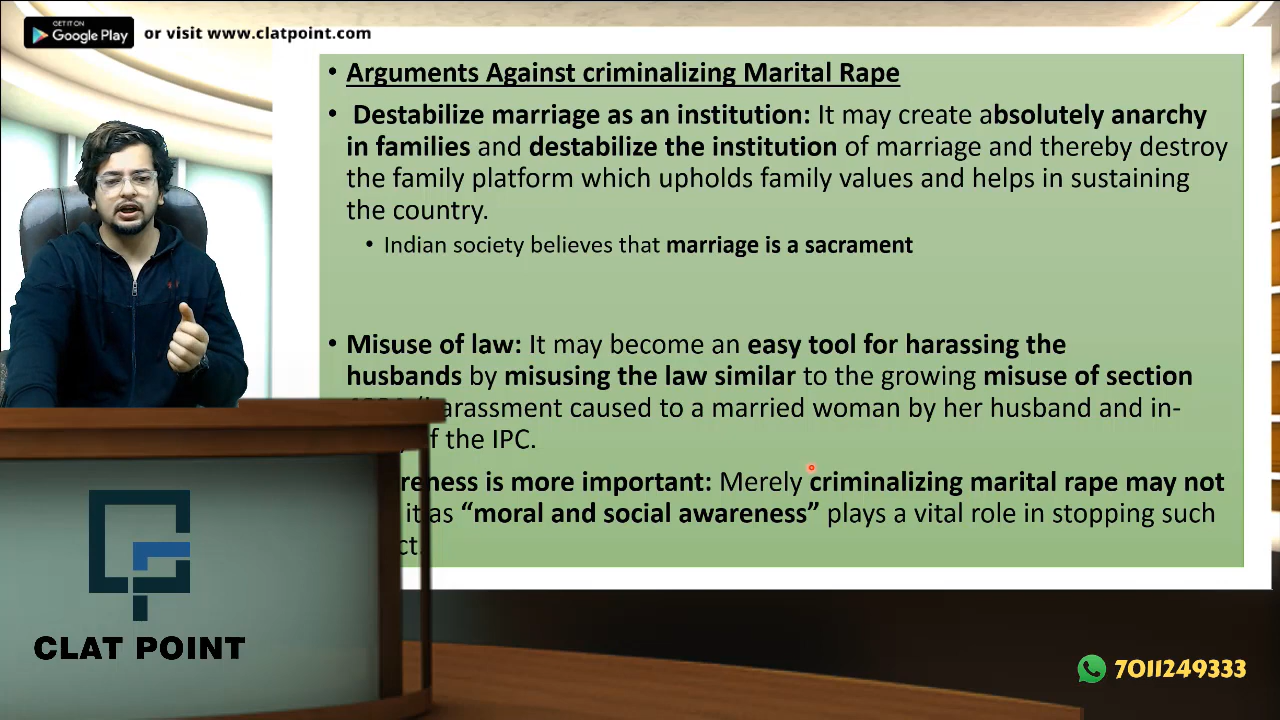 GET IT ON
Google Play
or visit www.clatpoint.com
• Arguments Against criminalizing Marital Rape
• Destabilize marriage as an institution: It may create absolutely anarchy
in families and destabilize the institution of marriage and thereby destroy
the family platform which upholds family values and helps in sustaining
the country.
• Indian society believes that marriage is a sacrament
• Misuse of law: It may become an easy tool for harassing the
husbands by misusing the law similar to the growing misuse of section
arassment caused to a married woman by her husband and in-
f the IPC.
reness is more important: Merely criminalizing marital rape may not
it as “moral and social awareness” plays a vital role in stopping such
ct.
CLAT POINT
7011249333